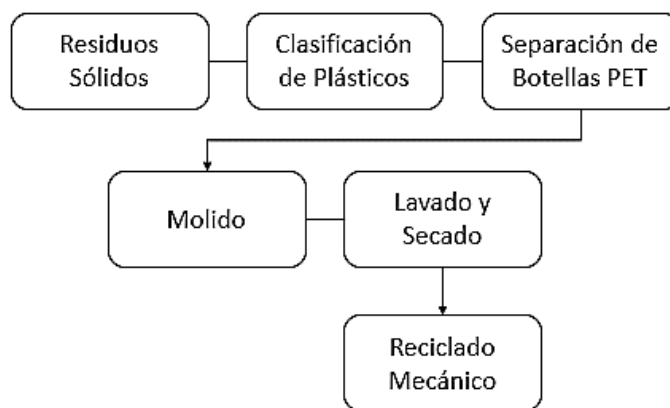 Residuos
Sólidos
Clasificación
de Plásticos
Separación de
Botellas PET
Molido
Lavado y
Secado
Reciclado
Mecánico